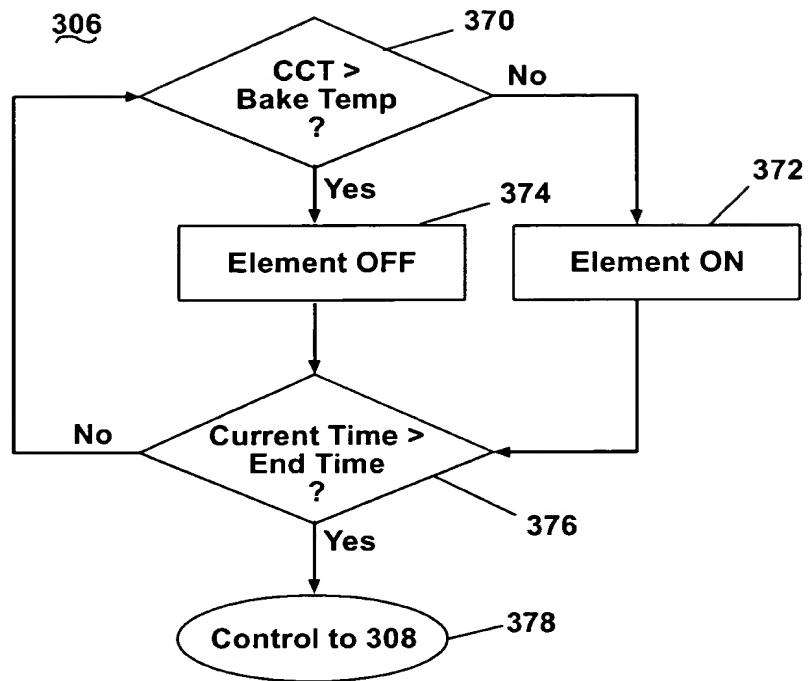 306
370
CCT >
Bake Temp
?
No
Yes
374
372
Element OFF
Element ON
No
Current Time >
End Time
?
376
Yes
Control to 308
378